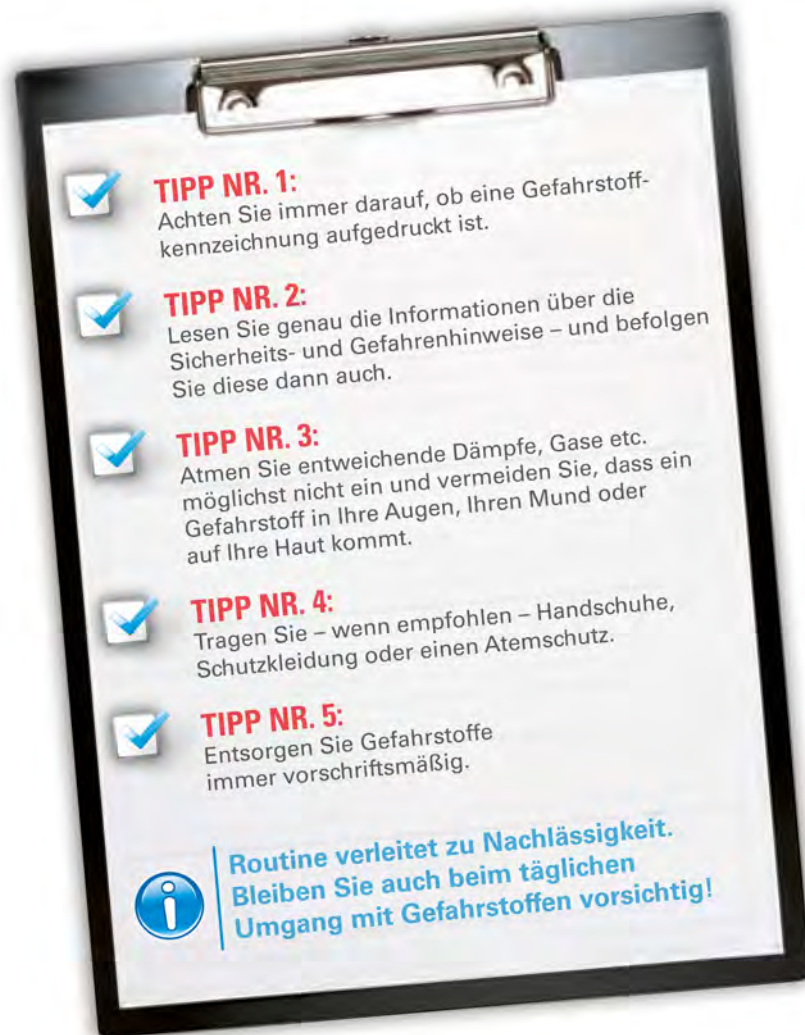 TIPP NR. 1:
Achten Sie immer darauf, ob eine Gefahrstoff-
kennzeichnung aufgedruckt ist.
TIPP NR. 2:
Lesen Sie genau die Informationen über die
Sicherheits- und Gefahrenhinweise – und befolgen
Sie diese dann auch.
TIPP NR. 3:
Atmen Sie entweichende Dämpfe, Gase etc.
möglichst nicht ein und vermeiden Sie, dass ein
Gefahrstoff in Ihre Augen, Ihren Mund oder
auf Ihre Haut kommt.
TIPP NR. 4:
Tragen Sie – wenn empfohlen – Handschuhe,
Schutzkleidung oder einen Atemschutz.
TIPP NR. 5:
Entsorgen Sie Gefahrstoffe
immer vorschriftsmäßig.
i
Routine verleitet zu Nachlässigkeit.
Bleiben Sie auch beim täglichen
Umgang mit Gefahrstoffen vorsichtig!